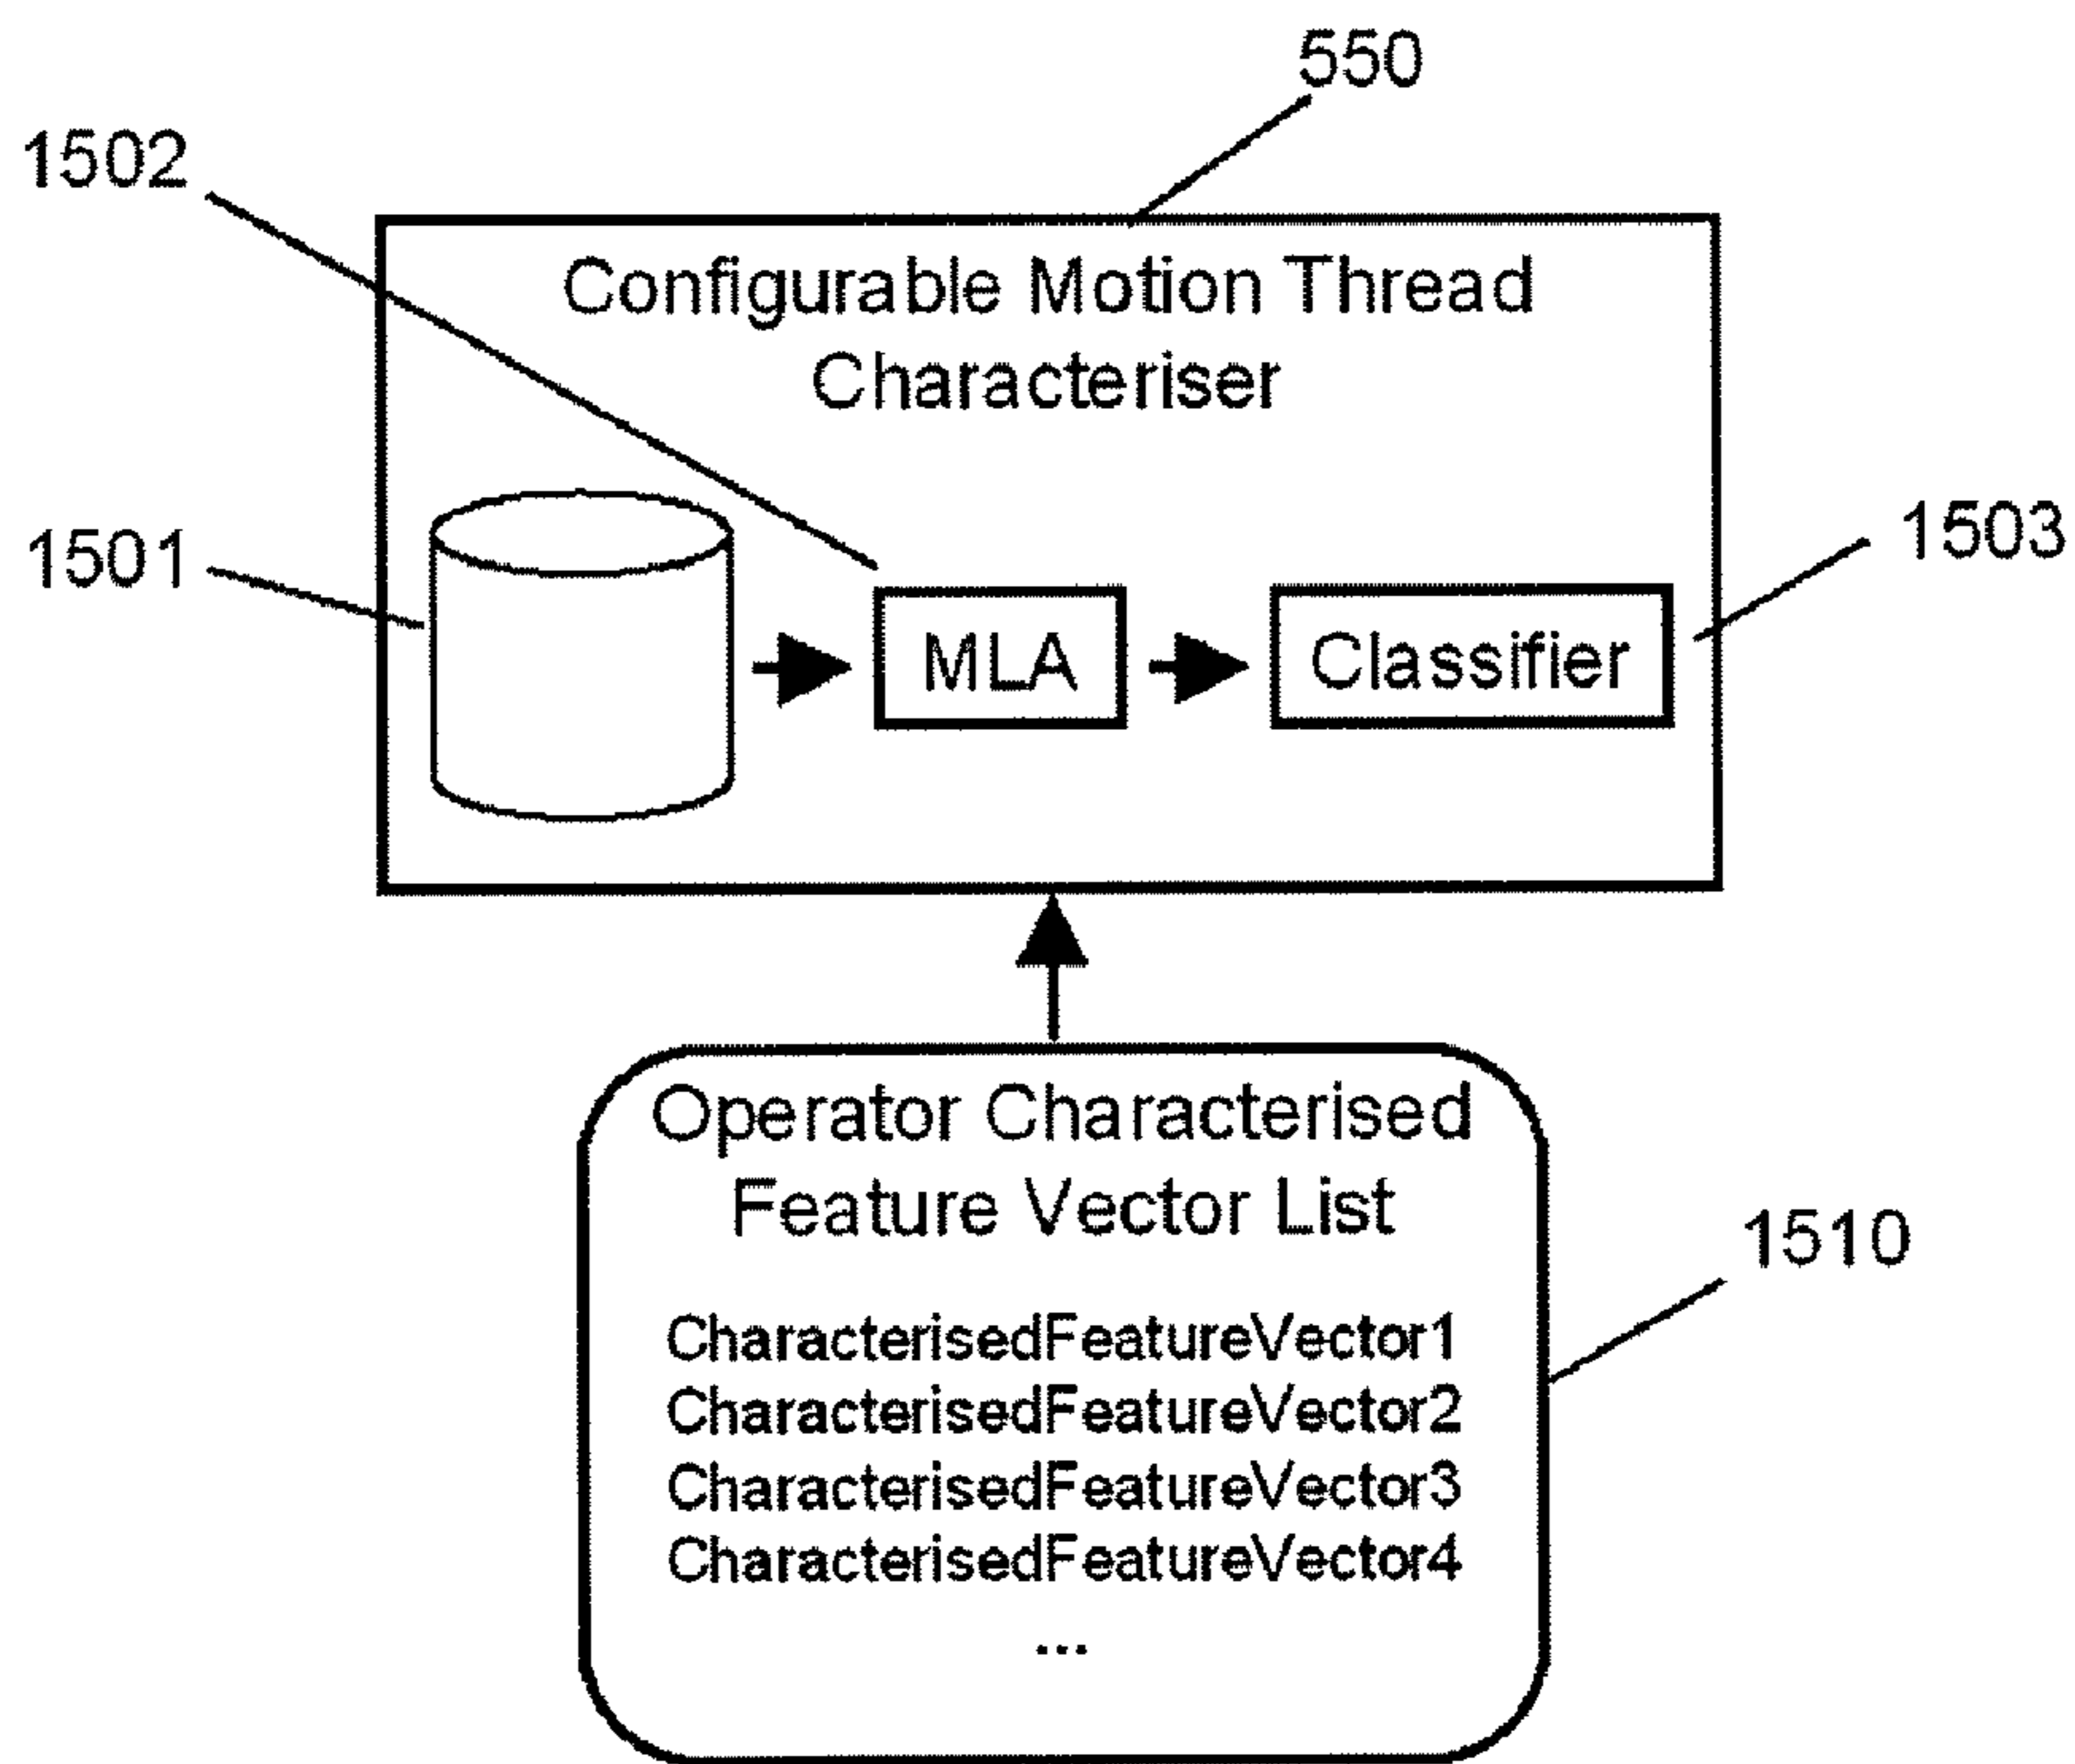 550
1502
Configurable Motion Thread
Characteriser
1501
1503
MLA
Classifier
Operator Characterised
Feature Vector List
1510
CharacterisedFeatureVector1
CharacterisedFeatureVector2
CharacterisedFeatureVector3
CharacterisedFeatureVector4
...